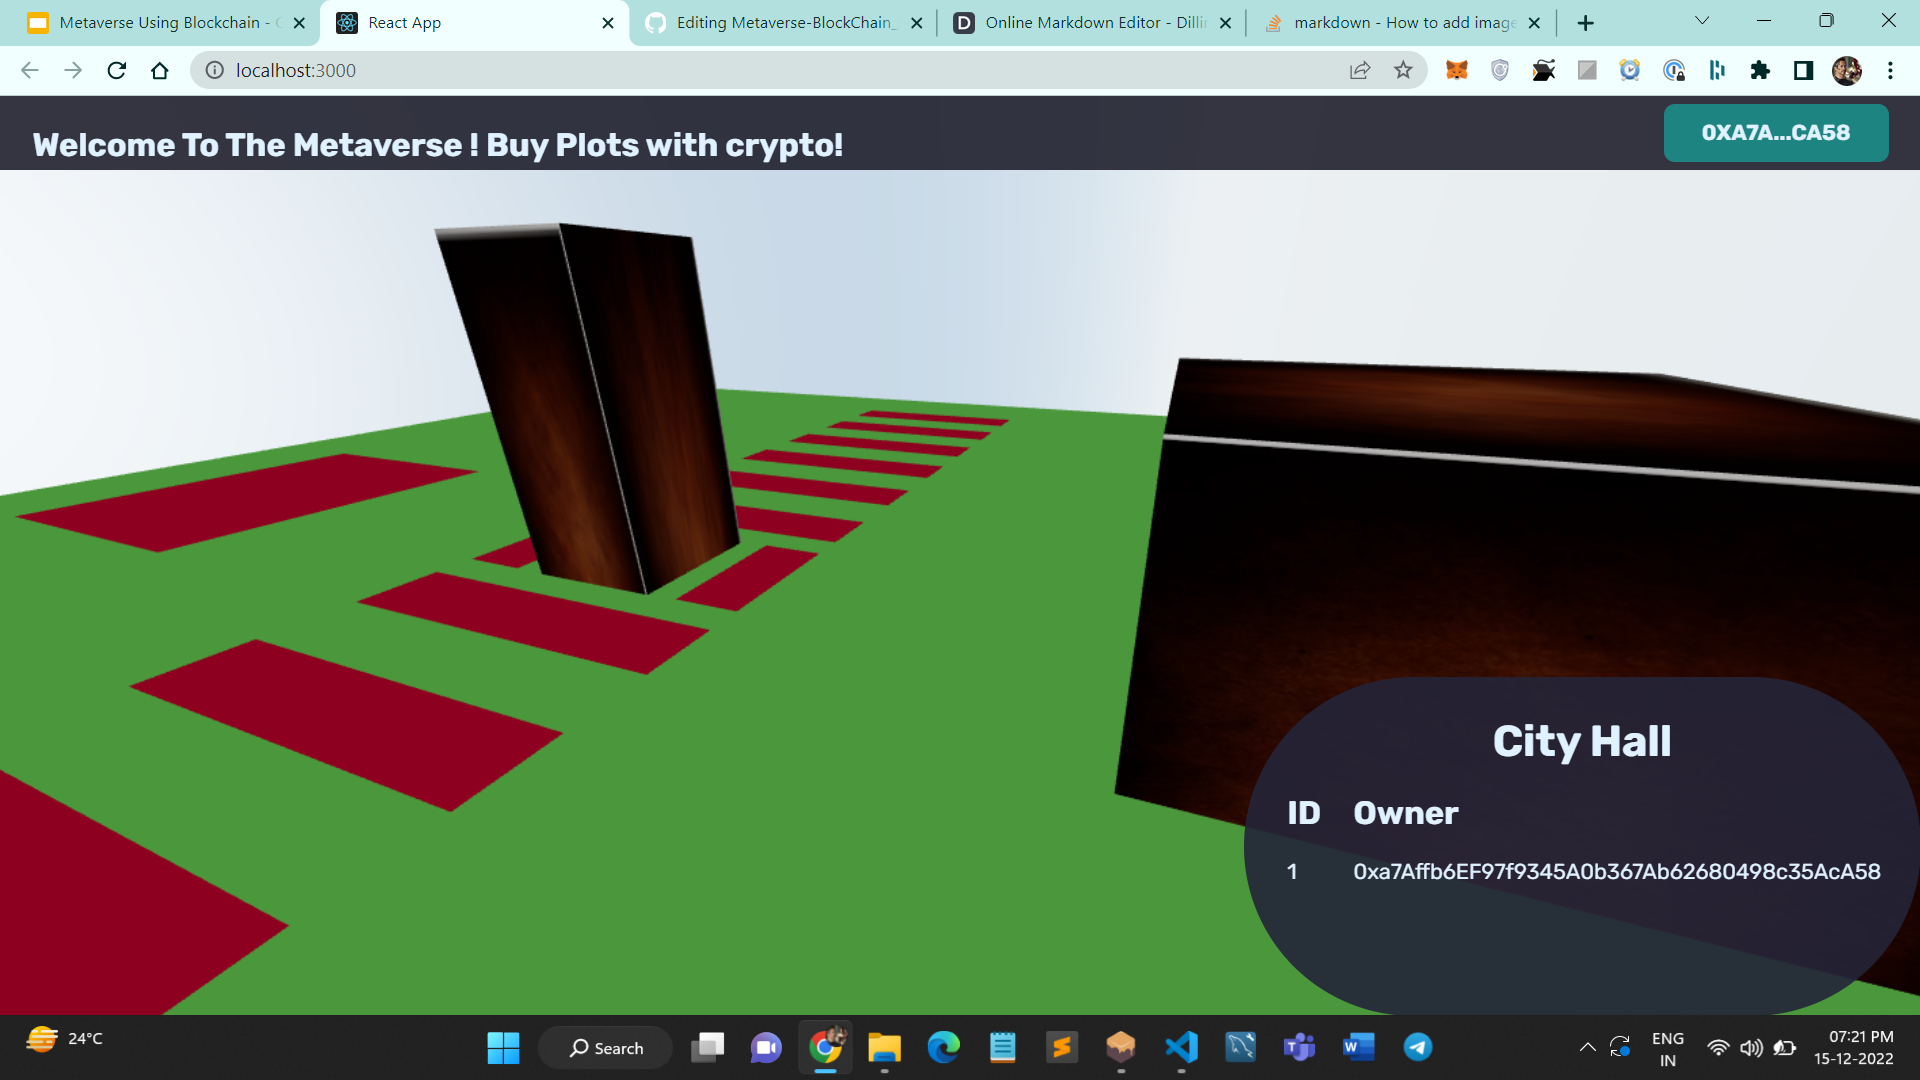 Metaverse Using Blockchain -
React App
Editing Metaverse-BlockChain_
Online Markdown Editor - Dilli
markdown - How to add image
localhost:3000
Welcome To The Metaverse ! Buy Plots with crypto!
0XA7A...CA58
City Hall
ID Owner
1 0xa7Affb6EF97f9345A0b367Ab62680498c35AcA58
24°C
Search
ENG
IN
07:21 PM
15-12-2022